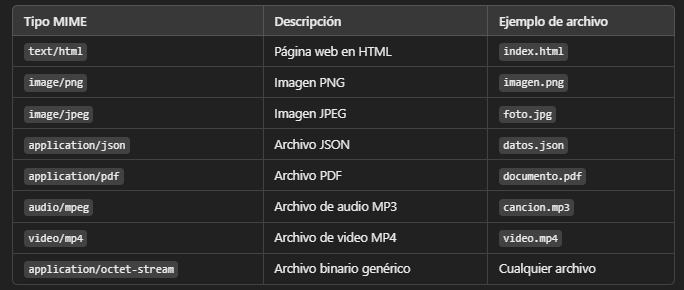 Tipo MIME Descripción Ejemplo de archivo
text/html Página web en HTML index.html
image/png Imagen PNG imagen.png
image/jpeg Imagen JPEG foto.jpg
application/json Archivo JSON datos.json
application/pdf Archivo PDF documento.pdf
audio/mpeg Archivo de audio MP3 cancion.mp3
video/mp4 Archivo de video MP4 video.mp4
application/octet-stream Archivo binario genérico Cualquier archivo